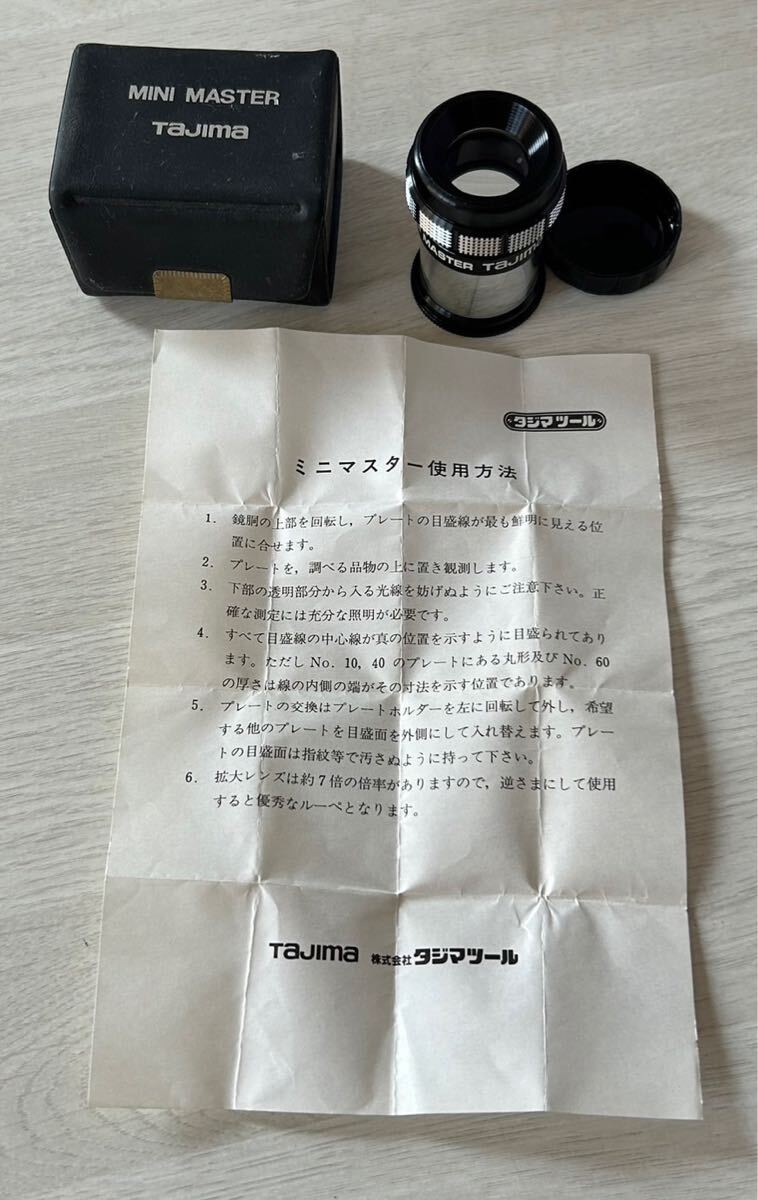 MINI MASTER
TaJIma
MASTER TaJIma
タジマツール
ミニマスター使用方法
1. 鏡胴の上部を回転し，プレートの目盛線が最も鮮明に見える位
置に合せます。
2. プレートを，調べる品物の上に置き観測します。
3. 下部の透明部分から入る光線を妨げぬようにご注意下さい。正
確な測定には充分な照明が必要です。
4. すべて目盛線の中心線が真の位置を示すように目盛られてあり
ます。ただし No. 10, 40 のプレートにある丸形及び No. 60
の厚さは線の内側の端がその寸法を示す位置であります。
5. プレートの交換はプレートホルダーを左に回転して外し，希望
する他のプレートを目盛面を外側にして入れ替えます。プレー
トの目盛面は指紋等で汚さぬように持って下さい。
6. 拡大レンズは約7倍の倍率がありますので，逆さまにして使用
すると優秀なルーペとなります。
TaJIma 株式会社 タジマツール